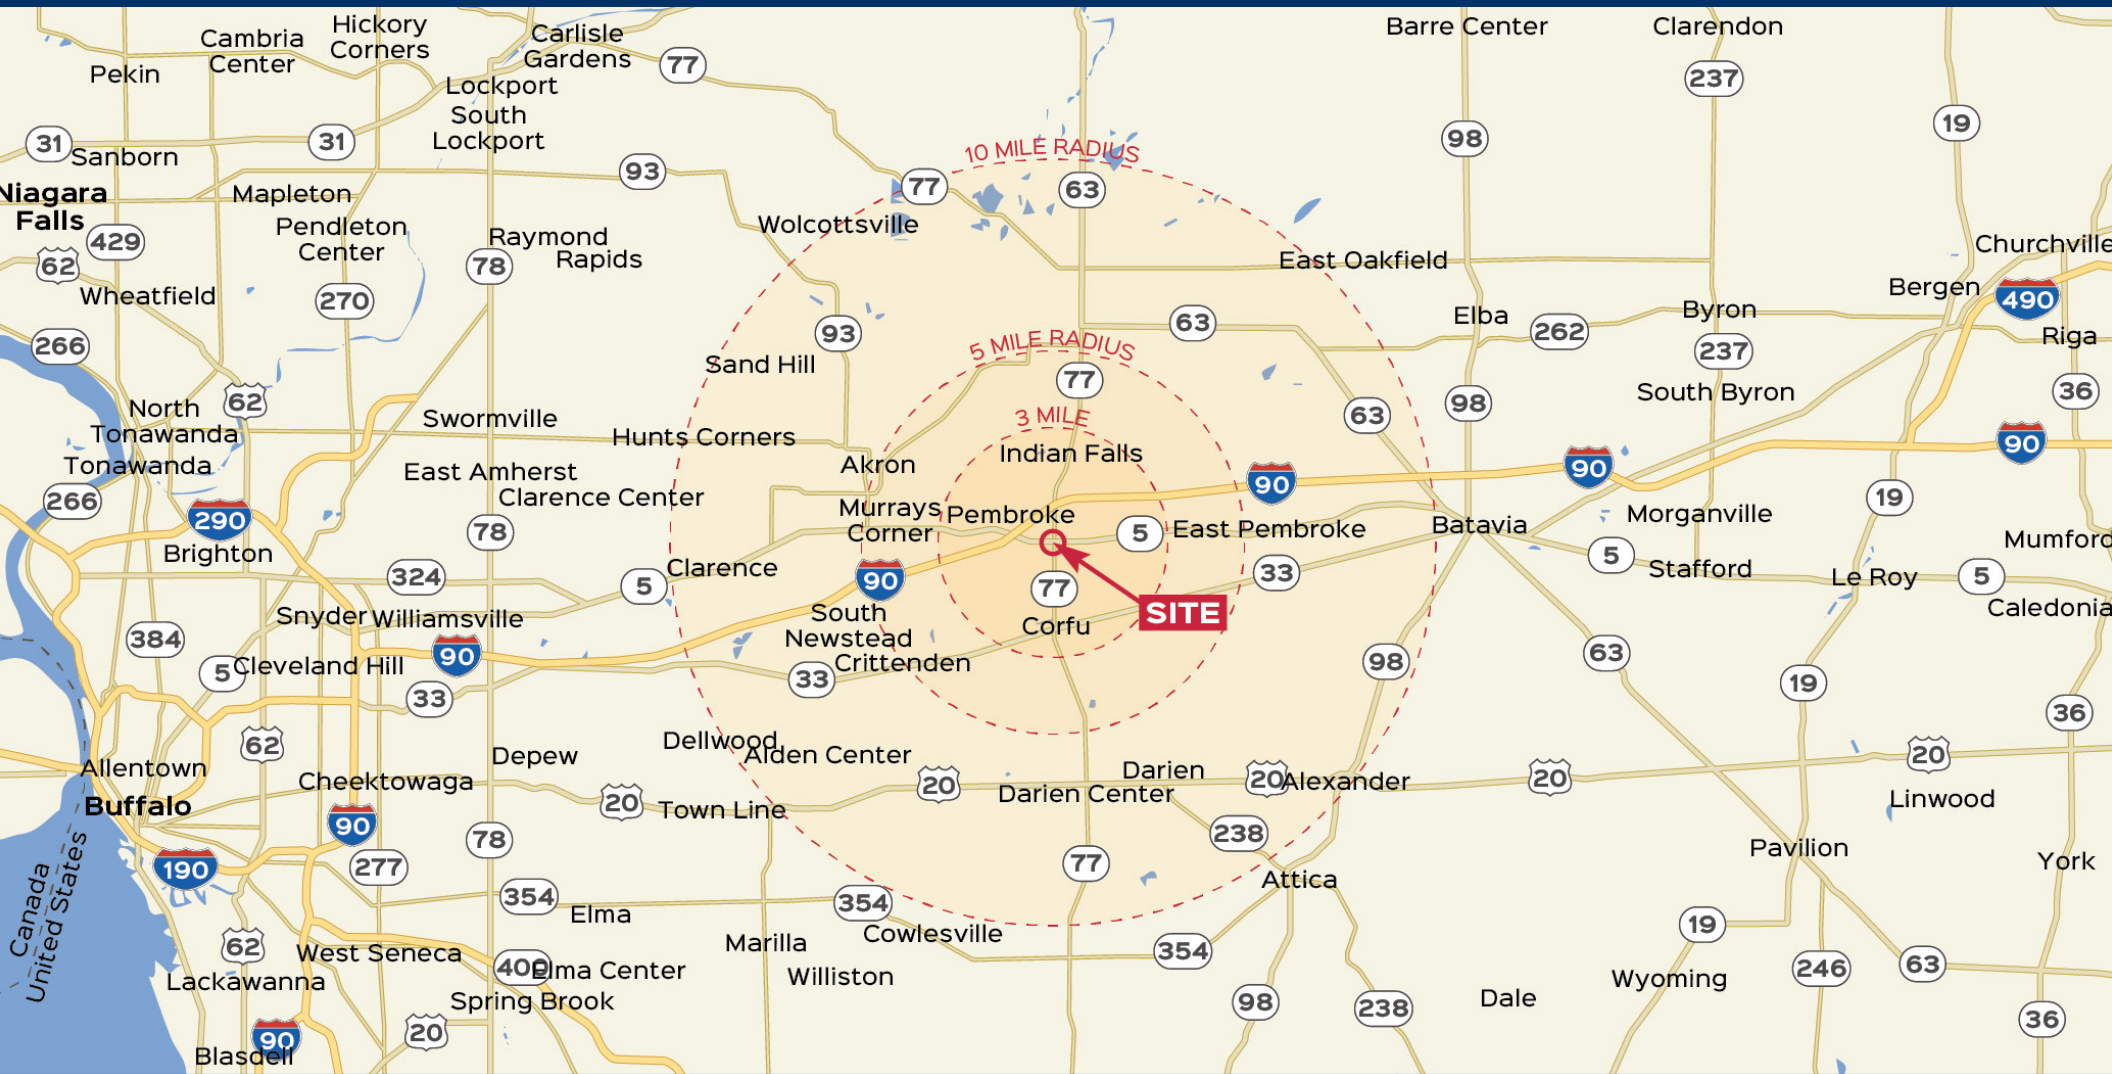 Hickory
Corners
Carlisle
Gardens
Barre Center
Clarendon
Cambria
Center
77
Pekin
Lockport
237
South
Lockport
19
31
Sanborn
31
98
10 MILE RADIUS
93
77
63
Niagara
Falls
Mapleton
Pendleton
Center
Wolcottsville
429
Raymond
Rapids
Churchville
62
78
East Oakfield
Wheatfield
270
Bergen
490
Elba
262
Byron
63
266
93
5 MILE RADIUS
237
Riga
Sand Hill
77
South Byron
36
62
North
Tonawanda
Swormville
3 MILE
63
98
Hunts Corners
Indian Falls
90
Tonawanda
East Amherst
Akron
90
90
266
Clarence Center
19
290
Murrays
Corner
Pembroke
5
East Pembroke
Batavia
Morganville
78
Mumford
Brighton
5
Stafford
Le Roy
5
324
5
Clarence
90
77
33
Caledonia
Snyder
Williamsville
South
Newstead
Corfu
SITE
384
5
Cleveland Hill
90
Crittenden
98
63
33
33
19
36
62
Dellwood
Alden Center
Depew
20
Allentown
Cheektowaga
20
Darien
Darien Center
20
Alexander
20
Buffalo
20
Town Line
Linwood
90
78
238
Pavilion
190
277
77
York
Attica
Canada
United States
354
Elma
354
19
62
West Seneca
Marilla
Cowlesville
354
400
Elma Center
Williston
246
63
Lackawanna
Wyoming
Spring Brook
98
238
Dale
36
20
90
Blasdell